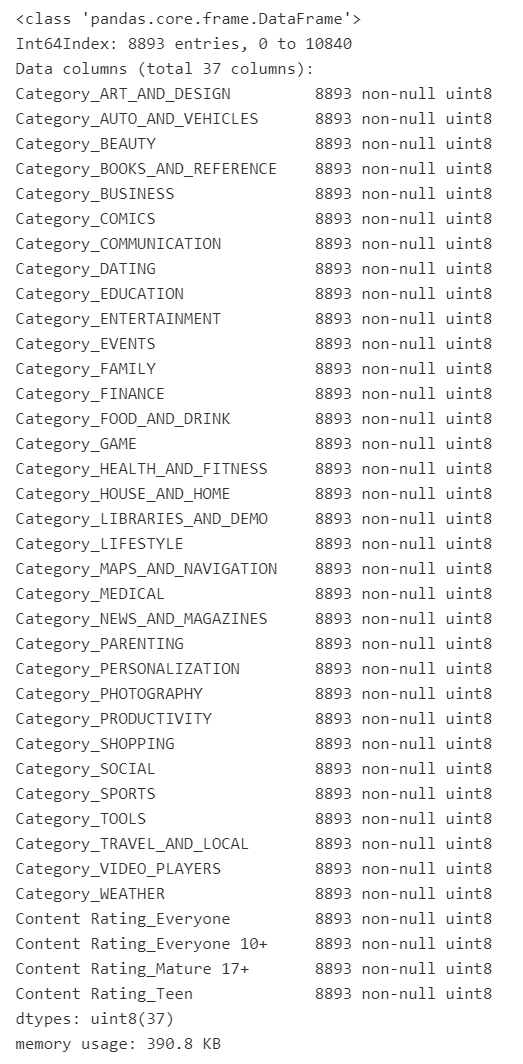 <class 'pandas.core.frame.DataFrame'>
Int64Index: 8893 entries, 0 to 10840
Data columns (total 37 columns):
Category_ART_AND_DESIGN         8893 non-null uint8
Category_AUTO_AND_VEHICLES      8893 non-null uint8
Category_BEAUTY                 8893 non-null uint8
Category_BOOKS_AND_REFERENCE    8893 non-null uint8
Category_BUSINESS               8893 non-null uint8
Category_COMICS                 8893 non-null uint8
Category_COMMUNICATION          8893 non-null uint8
Category_DATING                 8893 non-null uint8
Category_EDUCATION              8893 non-null uint8
Category_ENTERTAINMENT          8893 non-null uint8
Category_EVENTS                 8893 non-null uint8
Category_FAMILY                 8893 non-null uint8
Category_FINANCE                8893 non-null uint8
Category_FOOD_AND_DRINK         8893 non-null uint8
Category_GAME                   8893 non-null uint8
Category_HEALTH_AND_FITNESS     8893 non-null uint8
Category_HOUSE_AND_HOME         8893 non-null uint8
Category_LIBRARIES_AND_DEMO     8893 non-null uint8
Category_LIFESTYLE              8893 non-null uint8
Category_MAPS_AND_NAVIGATION    8893 non-null uint8
Category_MEDICAL                8893 non-null uint8
Category_NEWS_AND_MAGAZINES     8893 non-null uint8
Category_PARENTING              8893 non-null uint8
Category_PERSONALIZATION        8893 non-null uint8
Category_PHOTOGRAPHY            8893 non-null uint8
Category_PRODUCTIVITY           8893 non-null uint8
Category_SHOPPING               8893 non-null uint8
Category_SOCIAL                 8893 non-null uint8
Category_SPORTS                 8893 non-null uint8
Category_TOOLS                  8893 non-null uint8
Category_TRAVEL_AND_LOCAL       8893 non-null uint8
Category_VIDEO_PLAYERS          8893 non-null uint8
Category_WEATHER                8893 non-null uint8
Content Rating_Everyone         8893 non-null uint8
Content Rating_Everyone 10+     8893 non-null uint8
Content Rating_Mature 17+       8893 non-null uint8
Content Rating_Teen             8893 non-null uint8
dtypes: uint8(37)
memory usage: 390.8 KB